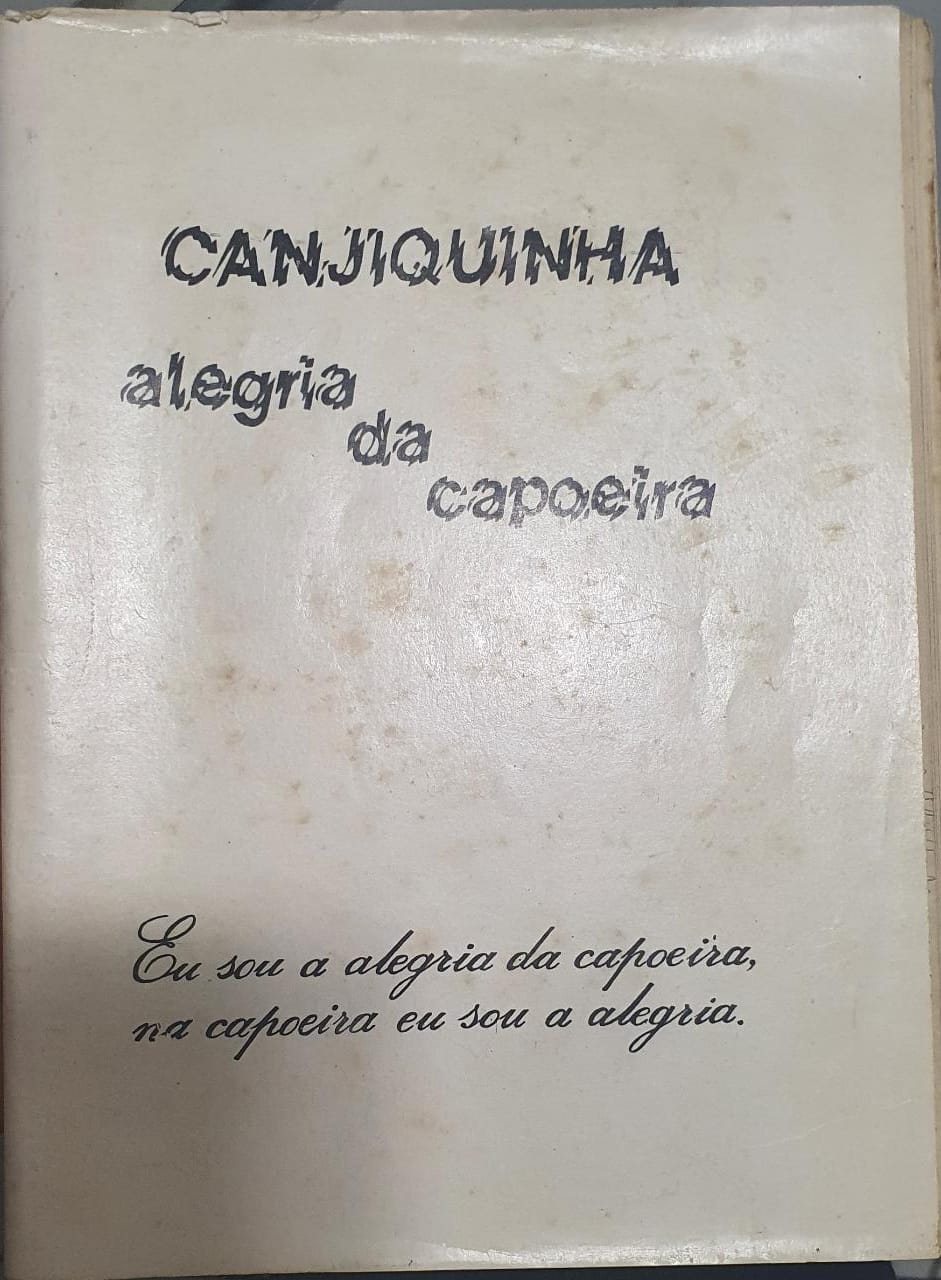 CANJIQUINHA
alegria
da
capoeira
Eu sou a alegria da capoeira,
na capoeira eu sou a alegria.